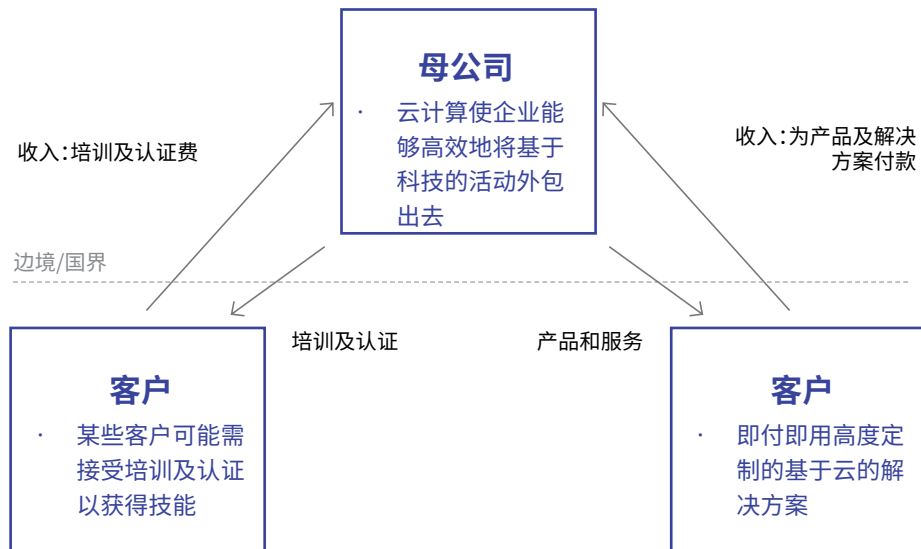 母公司
· 云计算使企业能
够高效地将基于
科技的活动外包
出去
收入：培训及认证费
收入：为产品及解决
方案付款
边境/国界
培训及认证
产品和服务
客户
· 某些客户可能需
接受培训及认证
以获得技能
客户
· 即付即用高度定
制的基于云的解
决方案